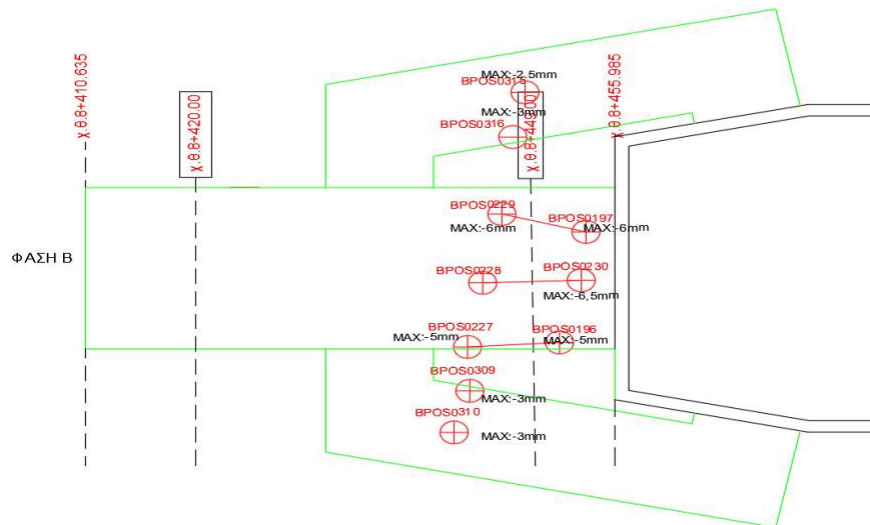 χ.θ.8+410.635
χ.θ.8+420.00
χ.θ.8+455.985
MAX:-2.5mm
BPOS0315
MAX:-3mm
BPOS0316
BPOS0229
MAX:-6mm
BPOS0197
MAX:-6mm
ΦΑΣΗ Β
BPOS0228
BPOS0230
MAX:-6,5mm
BPOS0227
MAX:-5mm
BPOS0196
MAX:-5mm
BPOS0309
MAX:-3mm
BPOS0310
MAX:-3mm